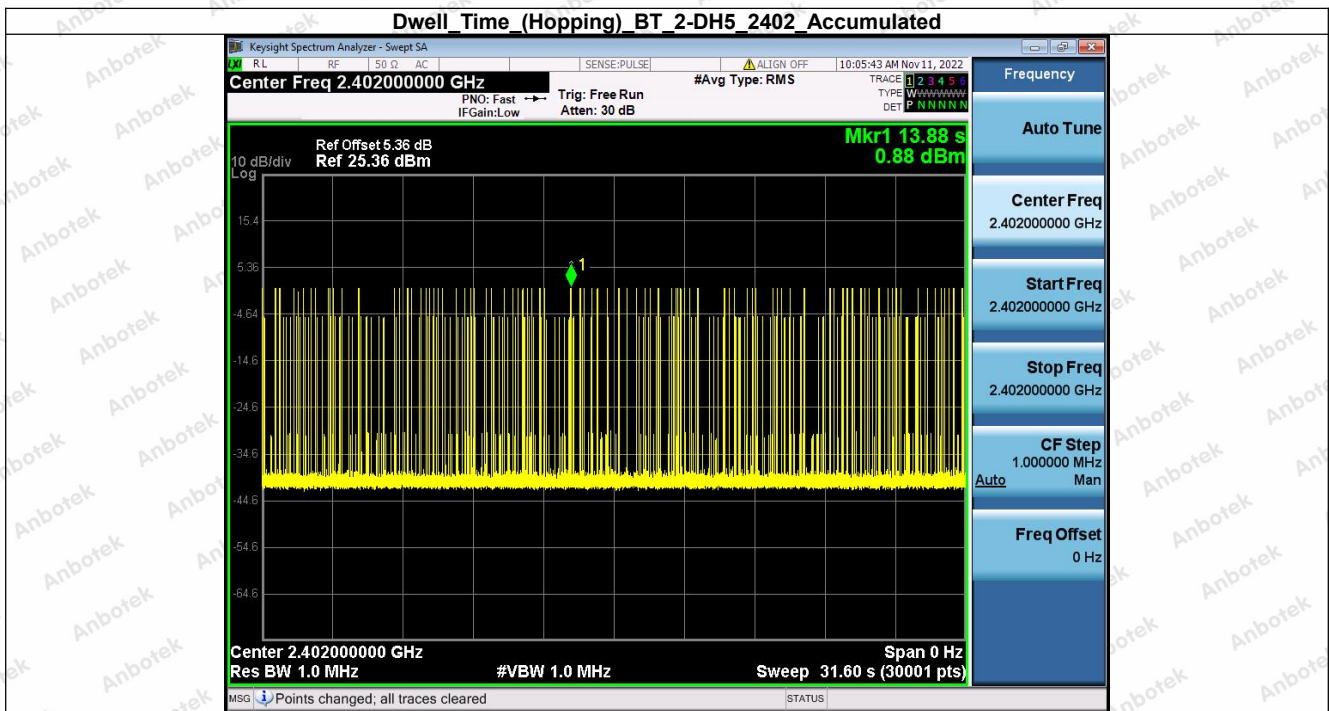 Dwell_Time_(Hopping)_BT_2-DH5_2402_Accumulated
Keysight Spectrum Analyzer - Swept SA
RL RF 50 Ω AC SENSE:PULSE ALIGN OFF 10:05:43 AM Nov 11, 2022
Center Freq 2.402000000 GHz
PNO: Fast
IFGain:Low
Trig: Free Run
Atten: 30 dB
#Avg Type: RMS
TRACE 1 2 3 4 5 6
TYPE WWWWWW
DET P N N N N N
Ref Offset 5.36 dB
10 dB/div Ref 25.36 dBm
Log
Mkr1 13.88 s
0.88 dBm
15.4
5.36
-4.64
-14.6
-24.6
-34.6
-44.6
-54.6
-64.6
1
Center 2.402000000 GHz Span 0 Hz
Res BW 1.0 MHz #VBW 1.0 MHz Sweep 31.60 s (30001 pts)
MSG Points changed; all traces cleared STATUS
Frequency
Auto Tune
Center Freq
2.402000000 GHz
Start Freq
2.402000000 GHz
Stop Freq
2.402000000 GHz
CF Step
1.000000 MHz
Auto Man
Freq Offset
0 Hz
Anbotek